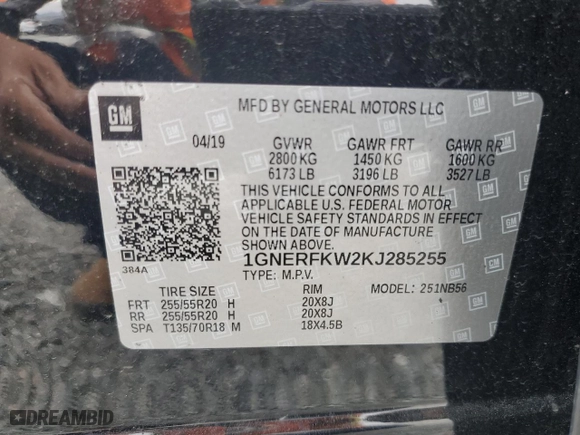 GM
MFD BY GENERAL MOTORS LLC
04/19 GVWR GAWR FRT GAWR RR
2800 KG 1450 KG 1600 KG
6173 LB 3196 LB 3527 LB
THIS VEHICLE CONFORMS TO ALL
APPLICABLE U.S. FEDERAL MOTOR
VEHICLE SAFETY STANDARDS IN EFFECT
ON THE DATE OF MANUFACTURE
SHOWN ABOVE.
1GNERFKW2KJ285255
384A TYPE: M.P.V. MODEL: 251NB56
TIRE SIZE RIM
FRT 255/55R20 H 20X8J
RR 255/55R20 H 20X8J
SPA T135/70R18 M 18X4.5B
DREAMBID